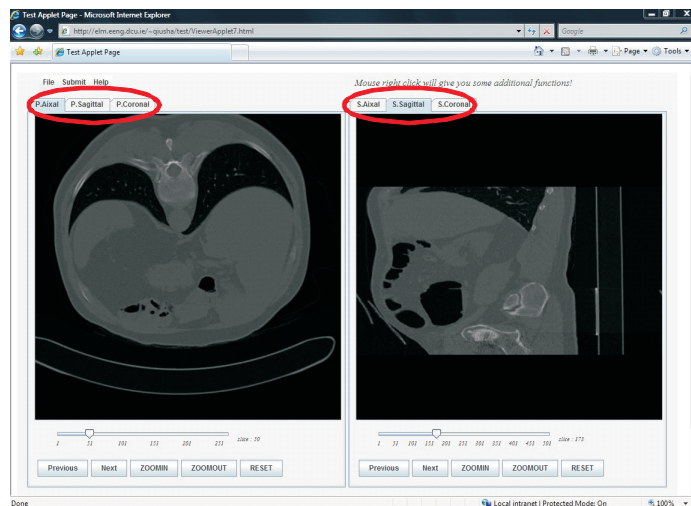 Test Applet Page - Microsoft Internet Explorer
http://elm.eeng.dcu.ie/~qiusha/test/ViewerApplet7.html
Google
Test Applet Page
Page Tools
File Submit Help
Mouse right click will give you some additional functions!
P.Aixal P.Sagittal P.Coronal
S.Aixal S.Sagittal S.Coronal
1 51 101 151 201 251
slice : 50
1 51 101 151 201 251 301 351 401 451 501
slice : 175
Previous Next ZOOMIN ZOOMOUT RESET
Previous Next ZOOMIN ZOOMOUT RESET
Done
Local intranet | Protected Mode: On
100%